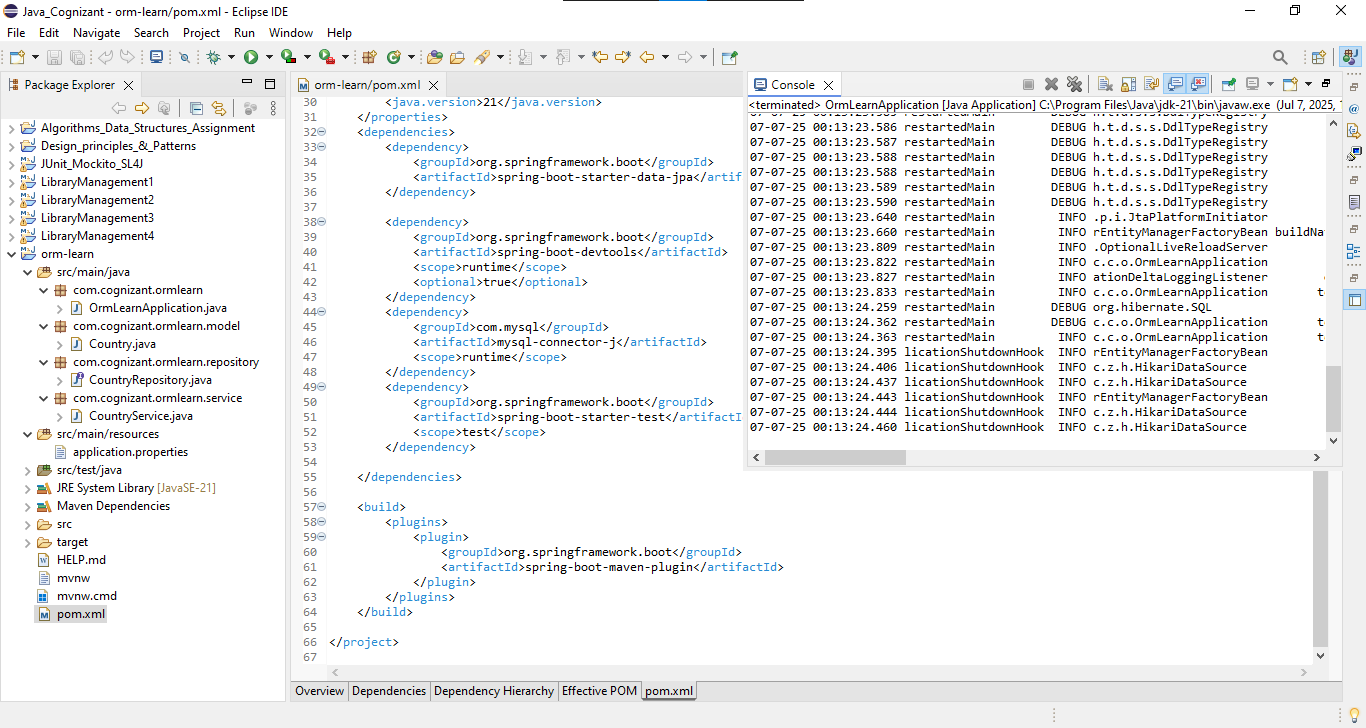 Java_Cognizant - orm-learn/pom.xml - Eclipse IDE
File Edit Navigate Search Project Run Window Help
Package Explorer
Algorithms_Data_Structures_Assignment
Design_principles_&_Patterns
JUnit_Mockito_SL4J
LibraryManagement1
LibraryManagement2
LibraryManagement3
LibraryManagement4
orm-learn
src/main/java
com.cognizant.ormlearn
OrmLearnApplication.java
com.cognizant.ormlearn.model
Country.java
com.cognizant.ormlearn.repository
CountryRepository.java
com.cognizant.ormlearn.service
CountryService.java
src/main/resources
application.properties
src/test/java
JRE System Library [JavaSE-21]
Maven Dependencies
src
target
HELP.md
mvnw
mvnw.cmd
pom.xml
orm-learn/pom.xml
30 <java.version>21</java.version>
31 </properties>
32 <dependencies>
33 <dependency>
34 <groupId>org.springframework.boot</groupId>
35 <artifactId>spring-boot-starter-data-jpa</artif
36 </dependency>
37
38 <dependency>
39 <groupId>org.springframework.boot</groupId>
40 <artifactId>spring-boot-devtools</artifactId>
41 <scope>runtime</scope>
42 <optional>true</optional>
43 </dependency>
44 <dependency>
45 <groupId>com.mysql</groupId>
46 <artifactId>mysql-connector-j</artifactId>
47 <scope>runtime</scope>
48 </dependency>
49 <dependency>
50 <groupId>org.springframework.boot</groupId>
51 <artifactId>spring-boot-starter-test</artifactI
52 <scope>test</scope>
53 </dependency>
54
55 </dependencies>
56
57 <build>
58 <plugins>
59 <plugin>
60 <groupId>org.springframework.boot</groupId>
61 <artifactId>spring-boot-maven-plugin</artifactId>
62 </plugin>
63 </plugins>
64 </build>
65
66 </project>
67
Overview Dependencies Dependency Hierarchy Effective POM pom.xml
Console
<terminated> OrmLearnApplication [Java Application] C:\Program Files\Java\jdk-21\bin\javaw.exe (Jul 7, 2025,
07-07-25 00:13:23.586 restartedMain DEBUG h.t.d.s.s.DdlTypeRegistry
07-07-25 00:13:23.587 restartedMain DEBUG h.t.d.s.s.DdlTypeRegistry
07-07-25 00:13:23.588 restartedMain DEBUG h.t.d.s.s.DdlTypeRegistry
07-07-25 00:13:23.588 restartedMain DEBUG h.t.d.s.s.DdlTypeRegistry
07-07-25 00:13:23.589 restartedMain DEBUG h.t.d.s.s.DdlTypeRegistry
07-07-25 00:13:23.590 restartedMain DEBUG h.t.d.s.s.DdlTypeRegistry
07-07-25 00:13:23.640 restartedMain INFO .p.i.JtaPlatformInitiator
07-07-25 00:13:23.660 restartedMain INFO rEntityManagerFactoryBean buildNa
07-07-25 00:13:23.809 restartedMain INFO .OptionalLiveReloadServer
07-07-25 00:13:23.822 restartedMain INFO c.c.o.OrmLearnApplication
07-07-25 00:13:23.827 restartedMain INFO ationDeltaLoggingListener
07-07-25 00:13:23.833 restartedMain INFO c.c.o.OrmLearnApplication t
07-07-25 00:13:24.259 restartedMain DEBUG org.hibernate.SQL
07-07-25 00:13:24.362 restartedMain DEBUG c.c.o.OrmLearnApplication t
07-07-25 00:13:24.363 restartedMain INFO c.c.o.OrmLearnApplication t
07-07-25 00:13:24.395 licationShutdownHook INFO rEntityManagerFactoryBean
07-07-25 00:13:24.406 licationShutdownHook INFO c.z.h.HikariDataSource
07-07-25 00:13:24.437 licationShutdownHook INFO c.z.h.HikariDataSource
07-07-25 00:13:24.443 licationShutdownHook INFO rEntityManagerFactoryBean
07-07-25 00:13:24.444 licationShutdownHook INFO c.z.h.HikariDataSource
07-07-25 00:13:24.460 licationShutdownHook INFO c.z.h.HikariDataSource